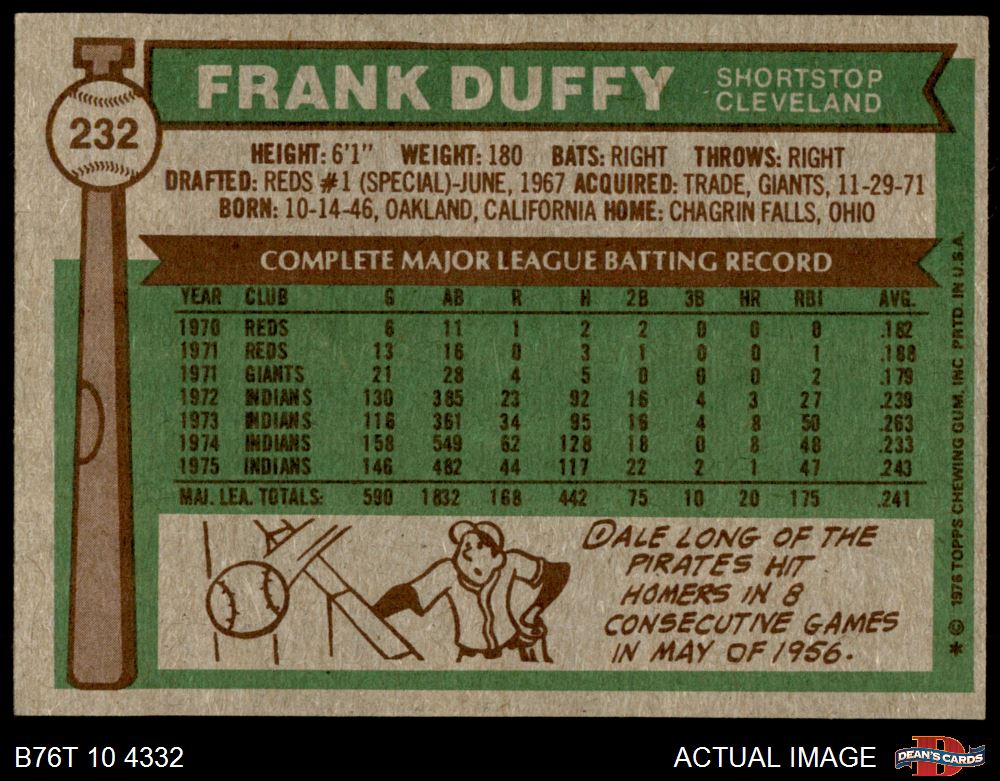 232
FRANK DUFFY SHORTSTOP
CLEVELAND
HEIGHT: 6'1" WEIGHT: 180 BATS: RIGHT THROWS: RIGHT
DRAFTED: REDS #1 (SPECIAL)-JUNE, 1967 ACQUIRED: TRADE, GIANTS, 11-29-71
BORN: 10-14-46, OAKLAND, CALIFORNIA HOME: CHAGRIN FALLS, OHIO
COMPLETE MAJOR LEAGUE BATTING RECORD
YEAR CLUB G AB R H 2B 3B HR RBI AVG.
1970 REDS 6 11 1 2 2 0 0 0 .182
1971 REDS 13 16 0 3 1 0 0 1 .188
1971 GIANTS 21 28 4 5 0 0 0 2 .179
1972 INDIANS 130 385 23 92 16 4 3 27 .239
1973 INDIANS 116 361 34 95 16 4 8 50 .263
1974 INDIANS 158 549 62 128 18 0 8 48 .233
1975 INDIANS 146 482 44 117 22 2 1 47 .243
MAJ. LEA. TOTALS: 590 1832 168 442 75 10 20 175 .241
DALE LONG OF THE
PIRATES HIT
HOMERS IN 8
CONSECUTIVE GAMES
IN MAY OF 1956.
* © 1976 TOPPS CHEWING GUM, INC. PRTD. IN U.S.A.
B76T 10 4332 ACTUAL IMAGE
D
DEAN'S CARDS